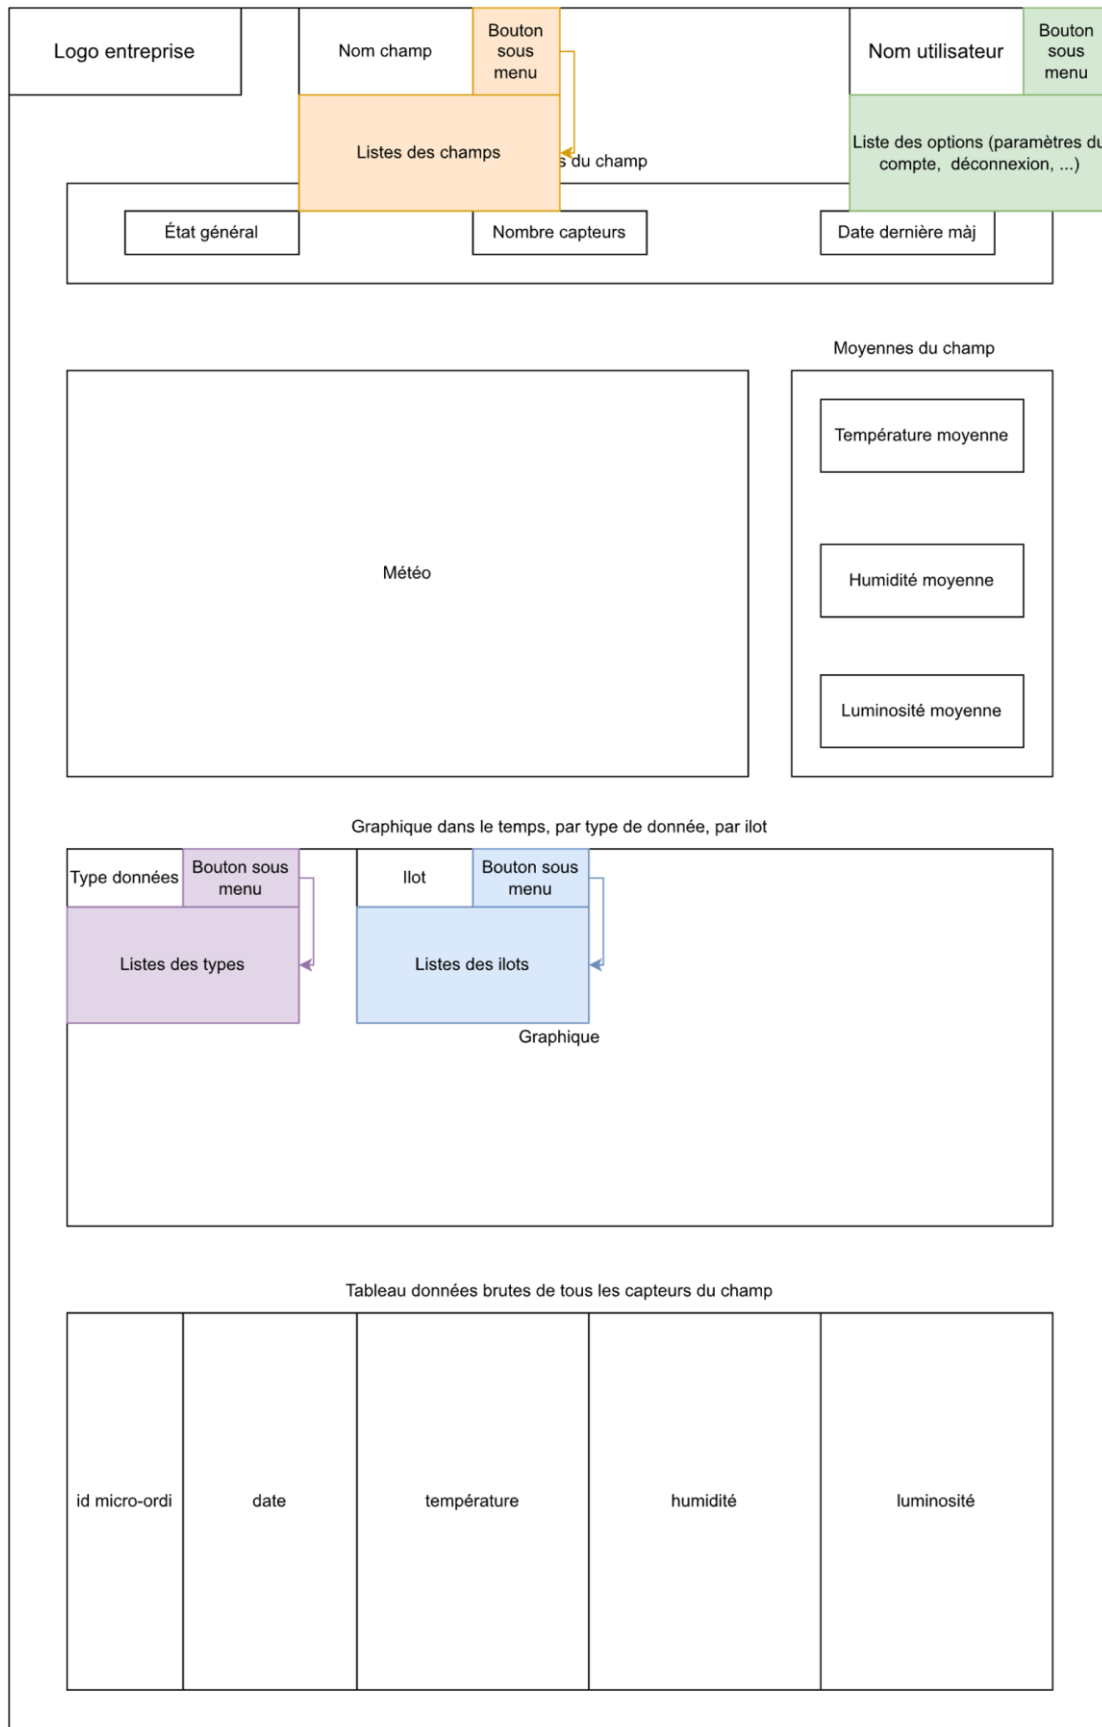 Logo entreprise
Nom champ
Bouton
sous
menu
Nom utilisateur
Bouton
sous
menu
Listes des champs
Liste des options (paramètres du
compte, déconnexion, ...)
du champ
État général
Nombre capteurs
Date dernière màj
Moyennes du champ
Température moyenne
Météo
Humidité moyenne
Luminosité moyenne
Graphique dans le temps, par type de donnée, par ilot
Type données
Bouton sous
menu
Ilot
Bouton sous
menu
Listes des types
Listes des ilots
Graphique
Tableau données brutes de tous les capteurs du champ
id micro-ordi
date
température
humidité
luminosité